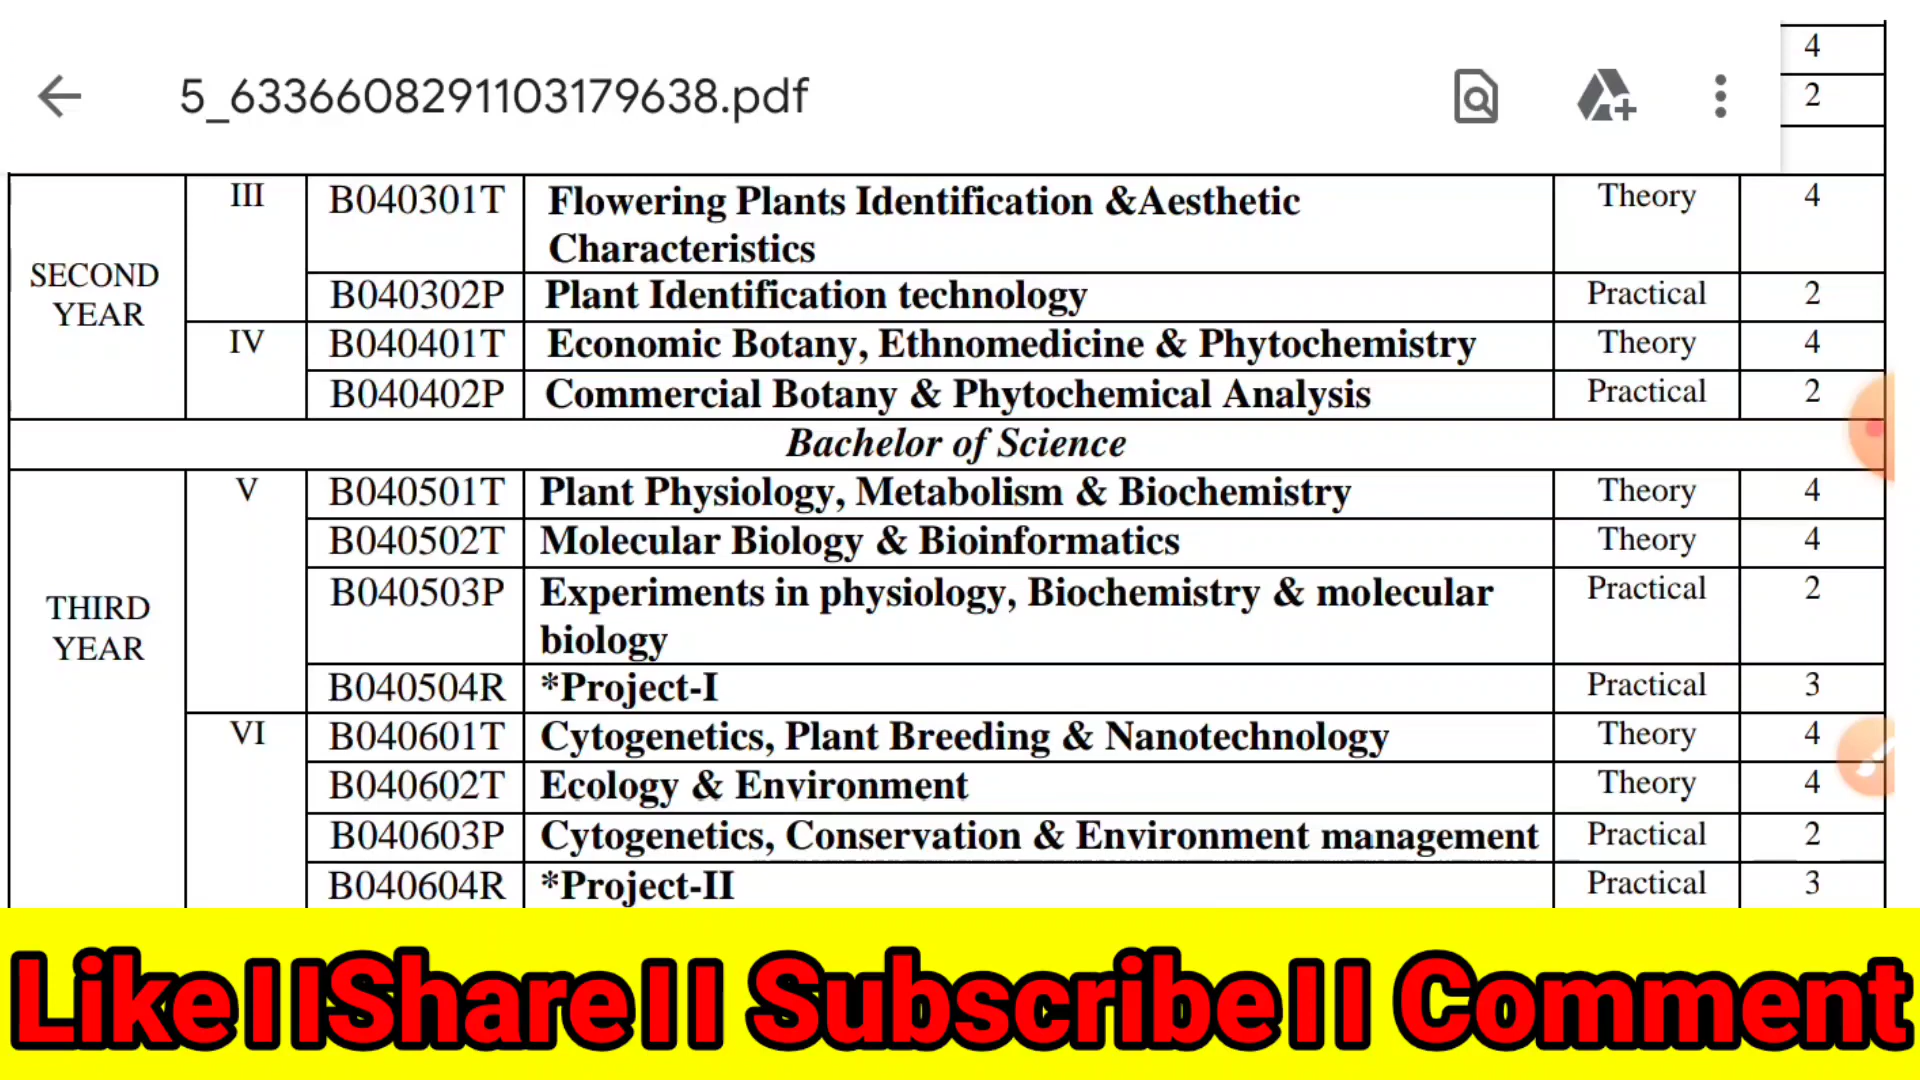 4
5_6336608291103179638.pdf
2
SECOND YEAR
III B040301T Flowering Plants Identification &Aesthetic Theory 4
Characteristics
B040302P Plant Identification technology Practical 2
IV B040401T Economic Botany, Ethnomedicine & Phytochemistry Theory 4
B040402P Commercial Botany & Phytochemical Analysis Practical 2
Bachelor of Science
THIRD YEAR
V B040501T Plant Physiology, Metabolism & Biochemistry Theory 4
B040502T Molecular Biology & Bioinformatics Theory 4
B040503P Experiments in physiology, Biochemistry & molecular Practical 2
biology
B040504R *Project-I Practical 3
VI B040601T Cytogenetics, Plant Breeding & Nanotechnology Theory 4
B040602T Ecology & Environment Theory 4
B040603P Cytogenetics, Conservation & Environment management Practical 2
B040604R *Project-II Practical 3
Like||Share|| Subscribe|| Comment